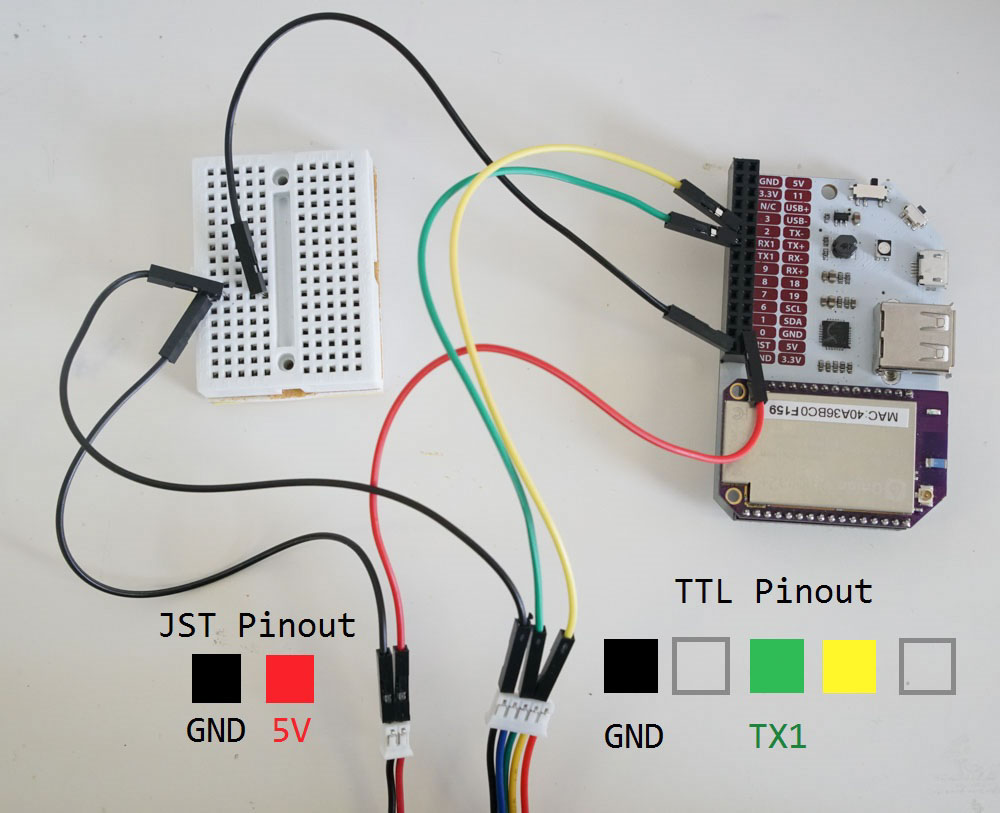 GND 5V
3.3V 11
N/C USB+
3 USB-
2 TX-
RX1 TX+
TX1 RX-
9 RX+
8 18
7 19
6 SCL
1 SDA
0 GND
5V
3.3V
MAC:40A36BC0F159
TTL Pinout
JST Pinout
GND 5V
GND TX1